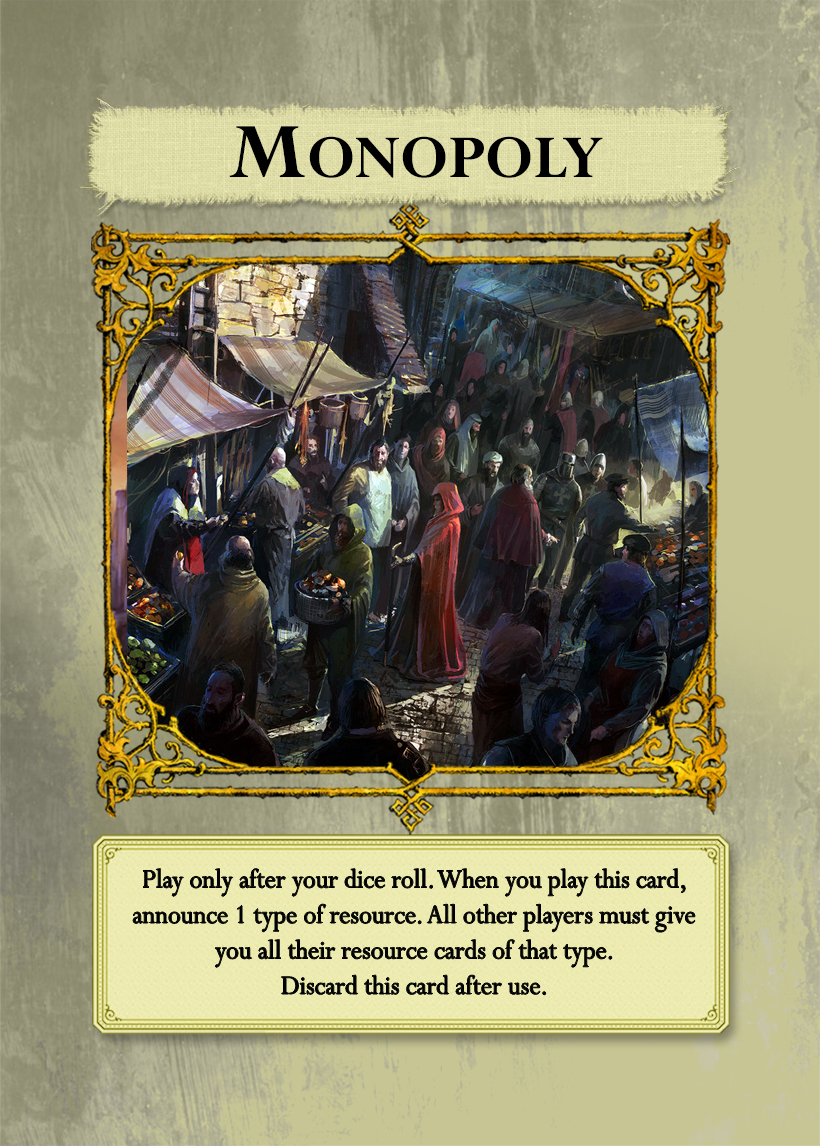 Monopoly
Play only after your dice roll. When you play this card,
announce 1 type of resource. All other players must give
you all their resource cards of that type.
Discard this card after use.